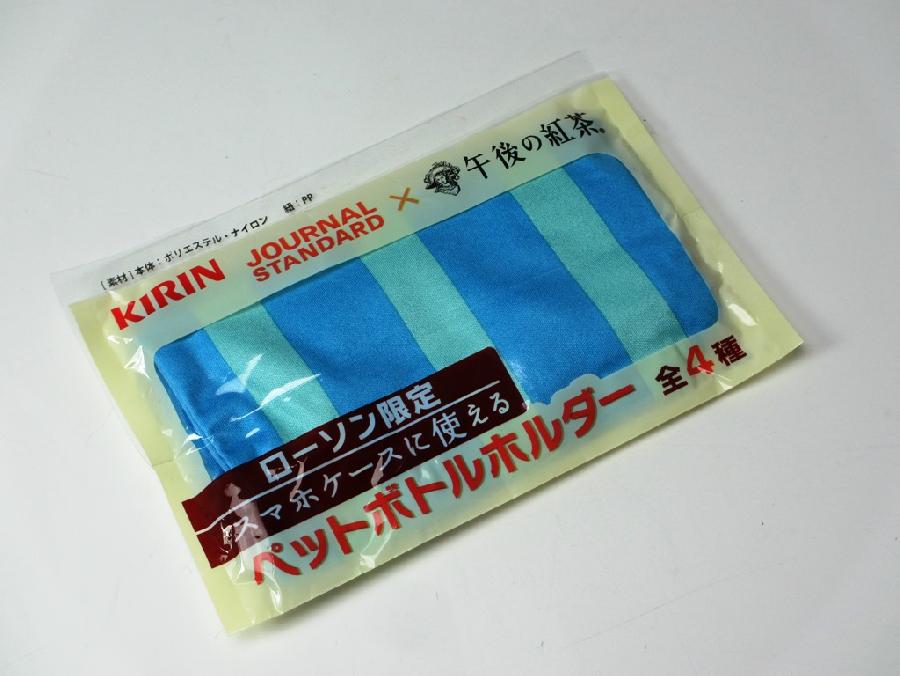 [素材]本体:ポリエステル・ナイロン 紐:PP
KIRIN
JOURNAL
STANDARD
×
午後の紅茶®
ローソン限定
スマホケースに使える
ペットボトルホルダー
全4種